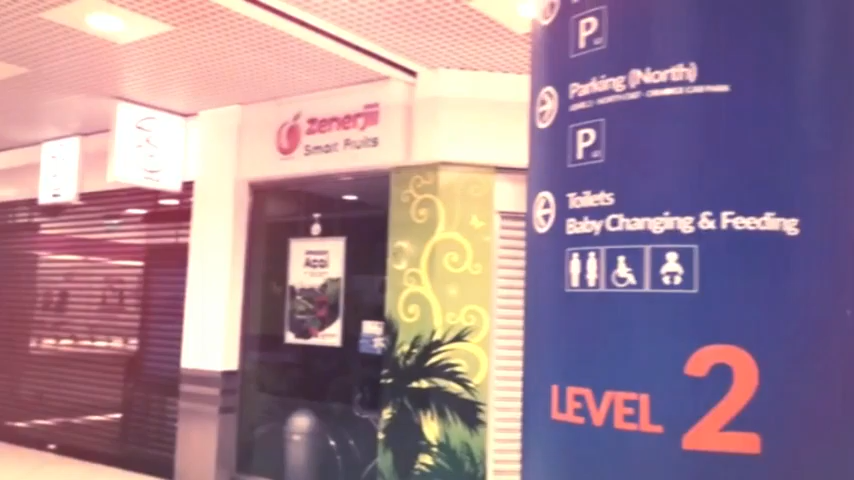 P
Parking (North)
P
Toilets
Baby Changing & Feeding
LEVEL 2
zenerjii
Smart Fruits
Acai